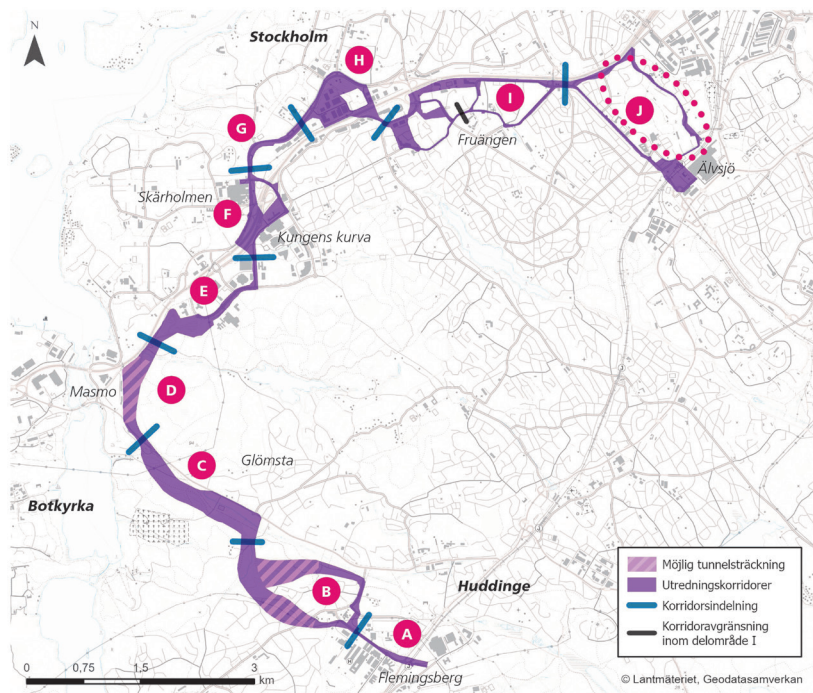 N
Stockholm
H
I
J
G
Fruängen
Älvsjö
Skärholmen
F
Kungens kurva
E
Masmo
D
C
Glömsta
Botkyrka
Huddinge
B
A
Flemingsberg
Möjlig tunnelsträckning
Utredningskorridorer
Korridorsindelning
Korridoravgränsning
inom delområde I
0 0,75 1,5 3
km
© Lantmäteriet, Geodatasamverkan